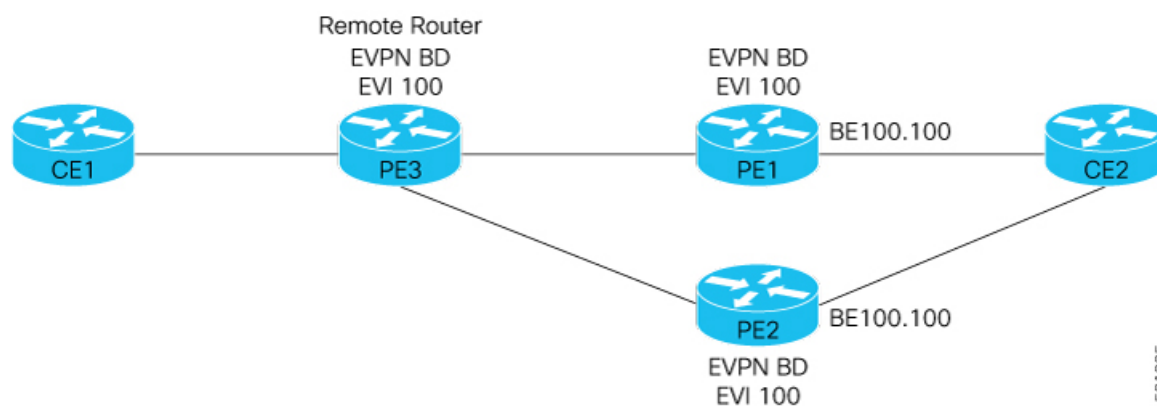 Remote Router
EVPN BD
EVI 100
EVPN BD
EVI 100
BE100.100
CE1
PE3
PE1
CE2
PE2
BE100.100
EVPN BD
EVI 100